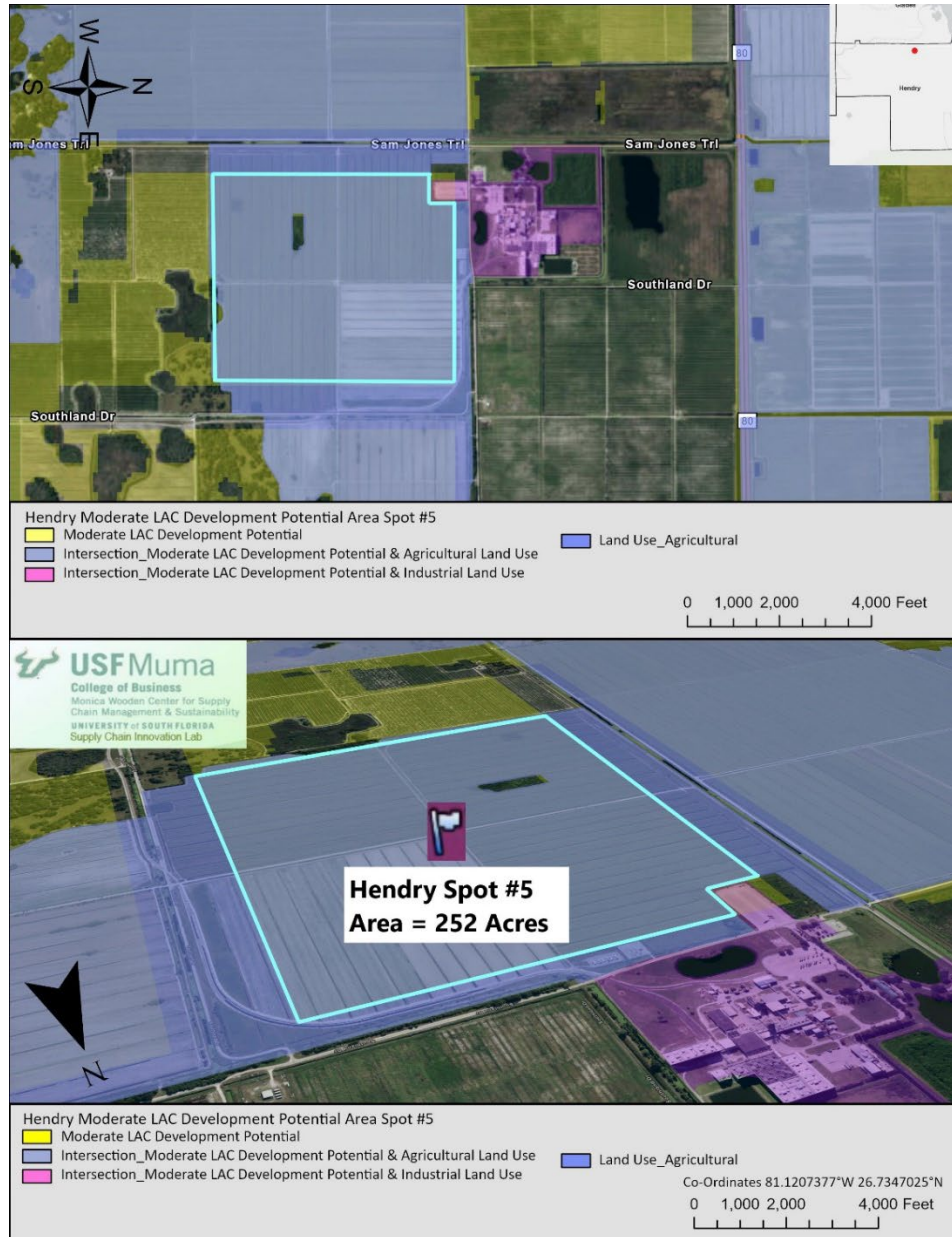 W
S
N
E
80
Glades
Hendry
Sam Jones Trl
Sam Jones Trl
Sam Jones Trl
Southland Dr
Southland Dr
80
Hendry Moderate LAC Development Potential Area Spot #5
Moderate LAC Development Potential
Intersection_Moderate LAC Development Potential & Agricultural Land Use
Land Use_Agricultural
Intersection_Moderate LAC Development Potential & Industrial Land Use
0 1,000 2,000 4,000 Feet
USF Muma
College of Business
Monica Wooden Center for Supply
Chain Management & Sustainability
UNIVERSITY of SOUTH FLORIDA
Supply Chain Innovation Lab
Hendry Spot #5
Area = 252 Acres
N
Hendry Moderate LAC Development Potential Area Spot #5
Moderate LAC Development Potential
Intersection_Moderate LAC Development Potential & Agricultural Land Use
Land Use_Agricultural
Intersection_Moderate LAC Development Potential & Industrial Land Use
Co-Ordinates 81.1207377°W 26.7347025°N
0 1,000 2,000 4,000 Feet